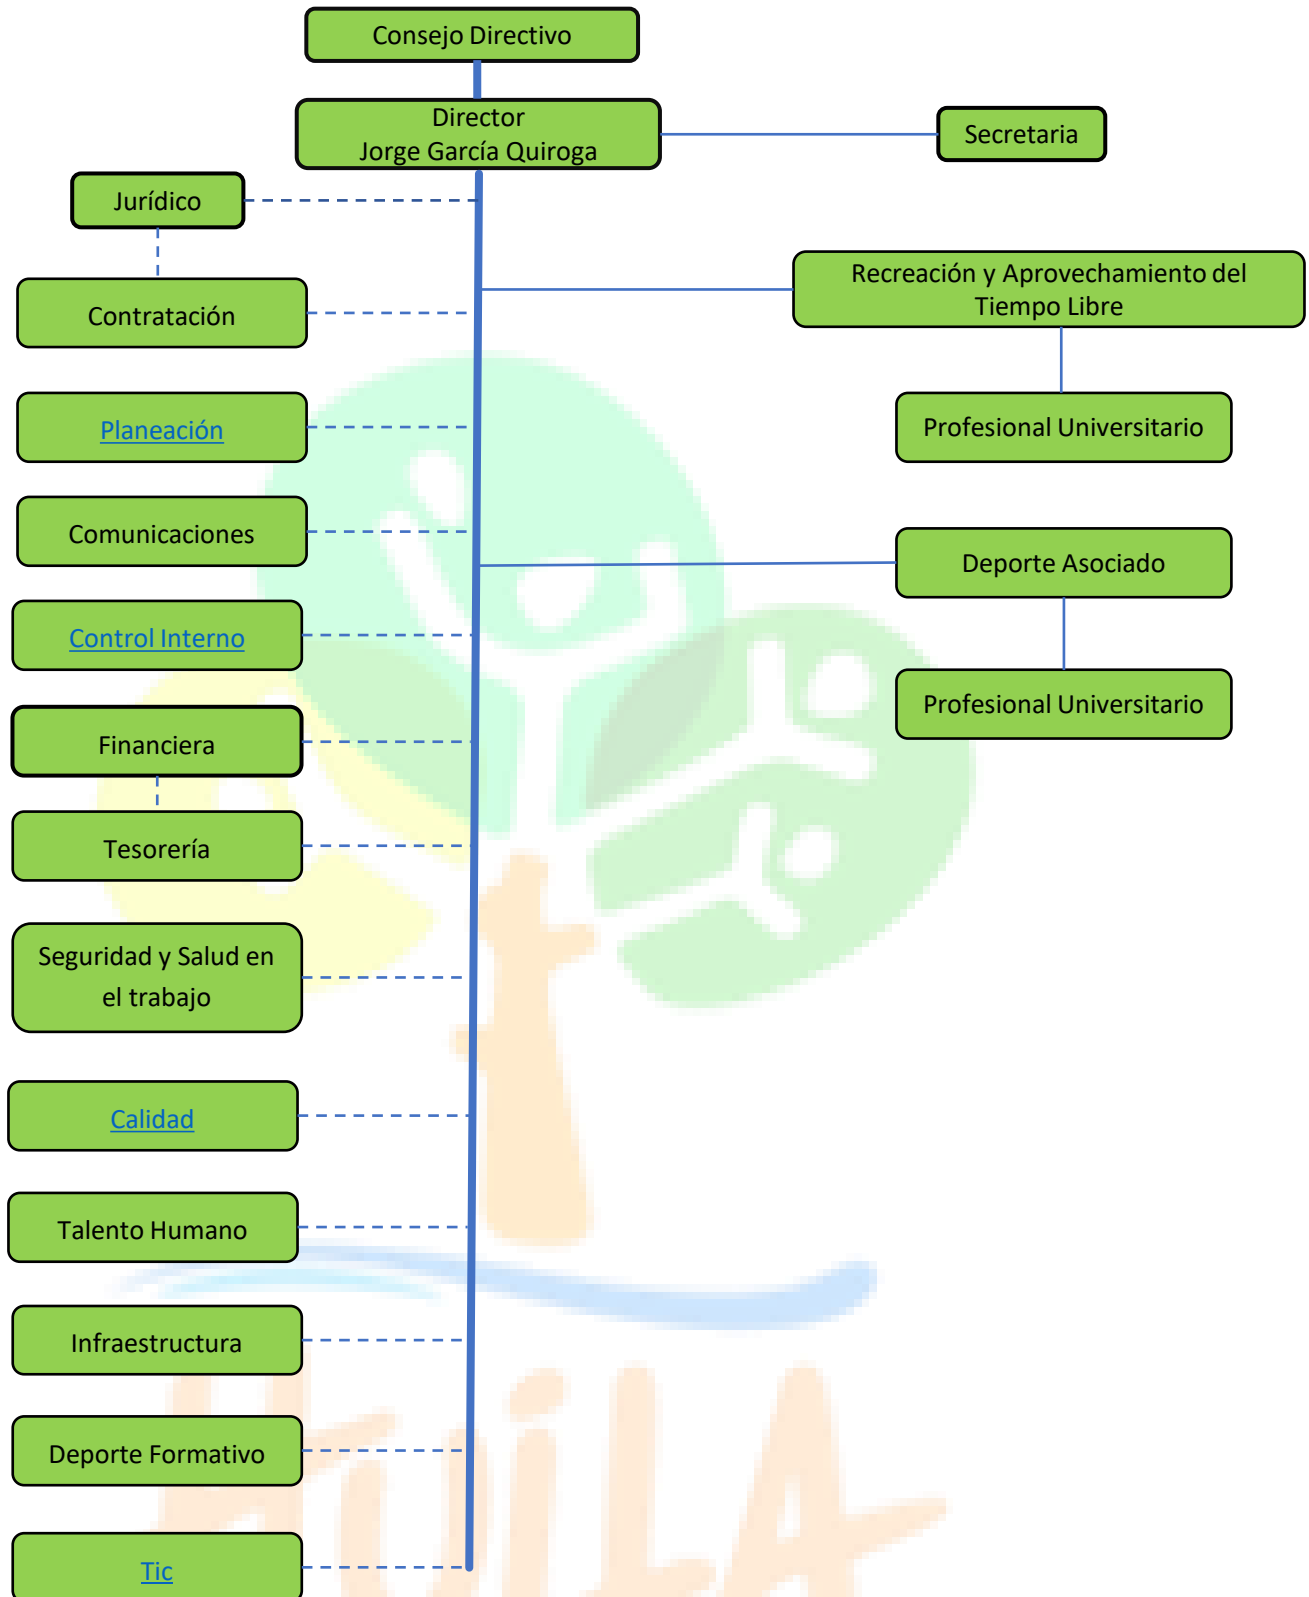 Consejo Directivo
Director
Jorge García Quiroga
Secretaria
Jurídico
Recreación y Aprovechamiento del
Tiempo Libre
Contratación
Planeación
Profesional Universitario
Comunicaciones
Deporte Asociado
Control Interno
Profesional Universitario
Financiera
Tesorería
Seguridad y Salud en
el trabajo
Calidad
Talento Humano
Infraestructura
Deporte Formativo
HUiLA
Tic